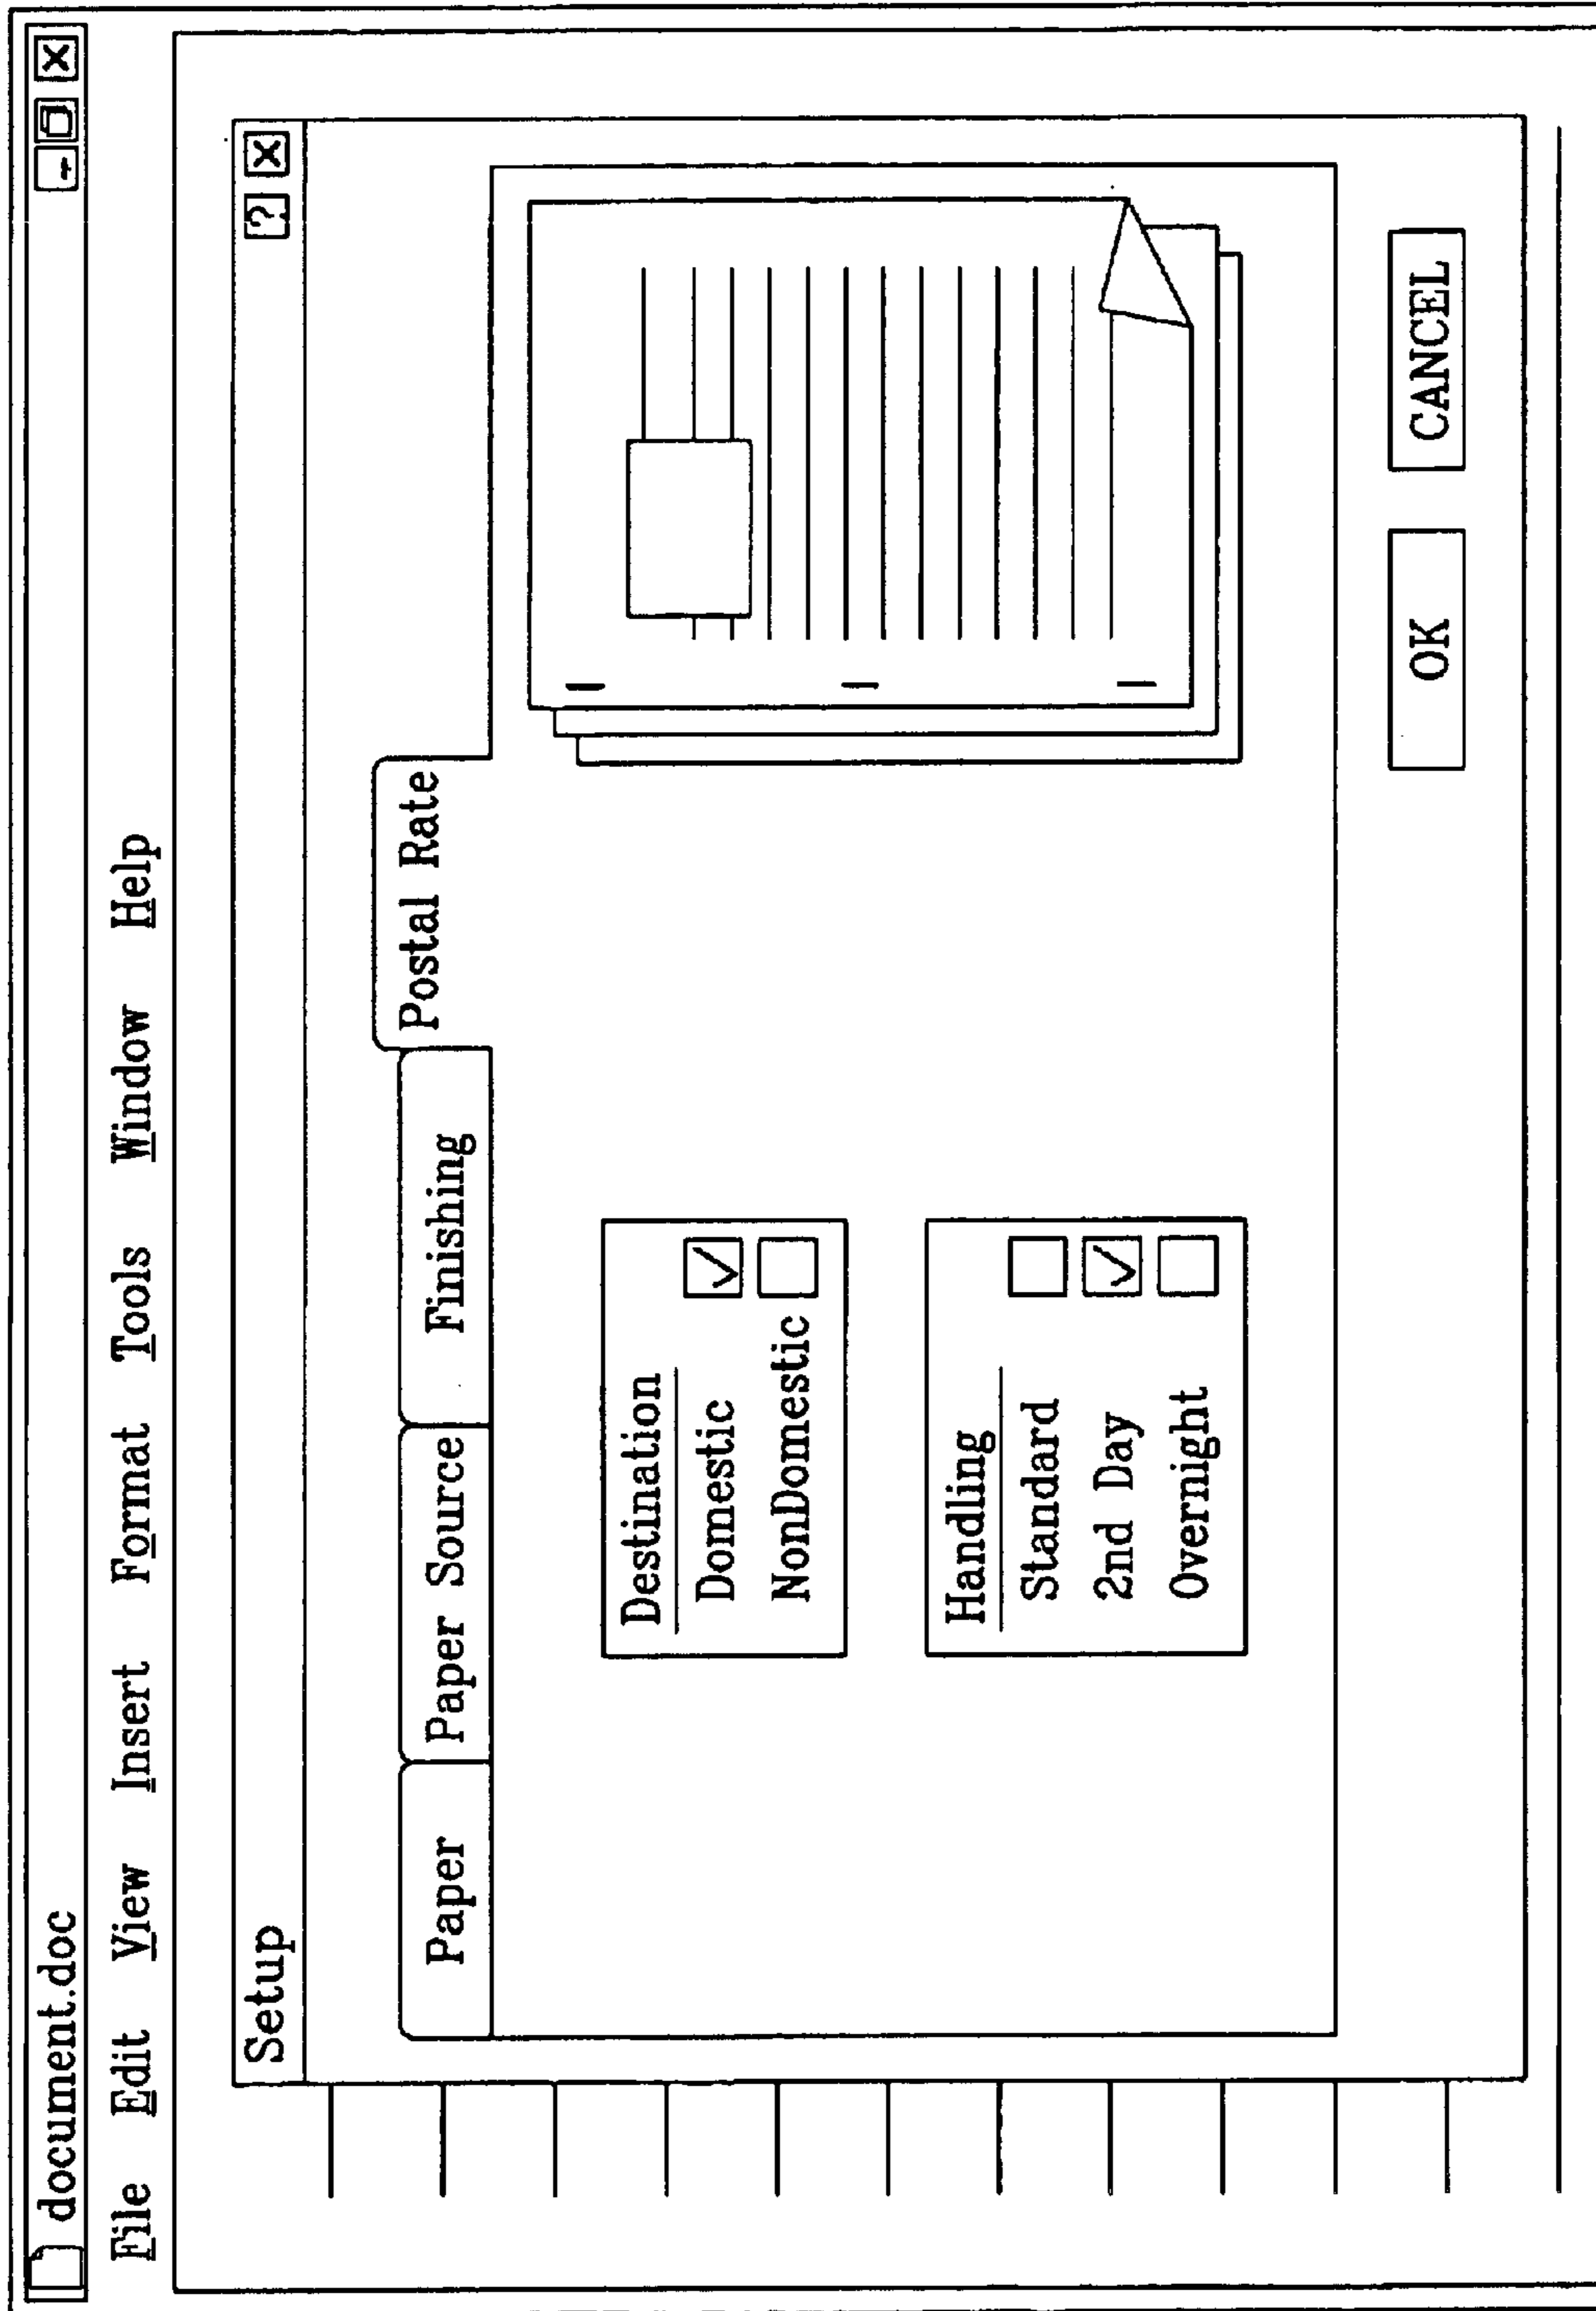 document.doc
File Edit View Insert Format Tools Window Help
Setup
Paper Paper Source Finishing Postal Rate
Destination
Domestic
NonDomestic
Handling
Standard
2nd Day
Overnight
OK CANCEL